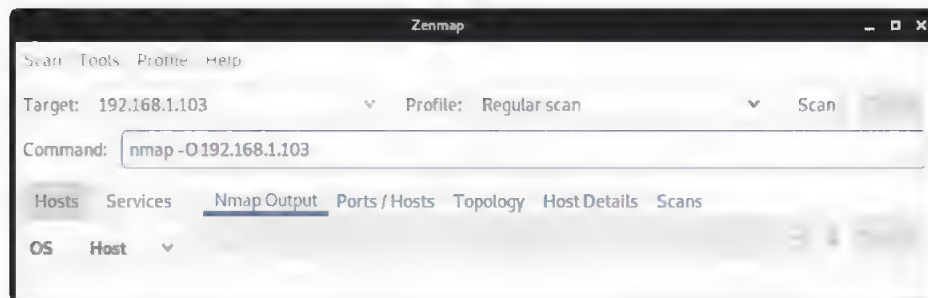 Zenmap
Scan Tools Profile Help
Target: 192.168.1.103 Profile: Regular scan Scan
Command: nmap -O 192.168.1.103
Hosts Services Nmap Output Ports / Hosts Topology Host Details Scans
OS Host